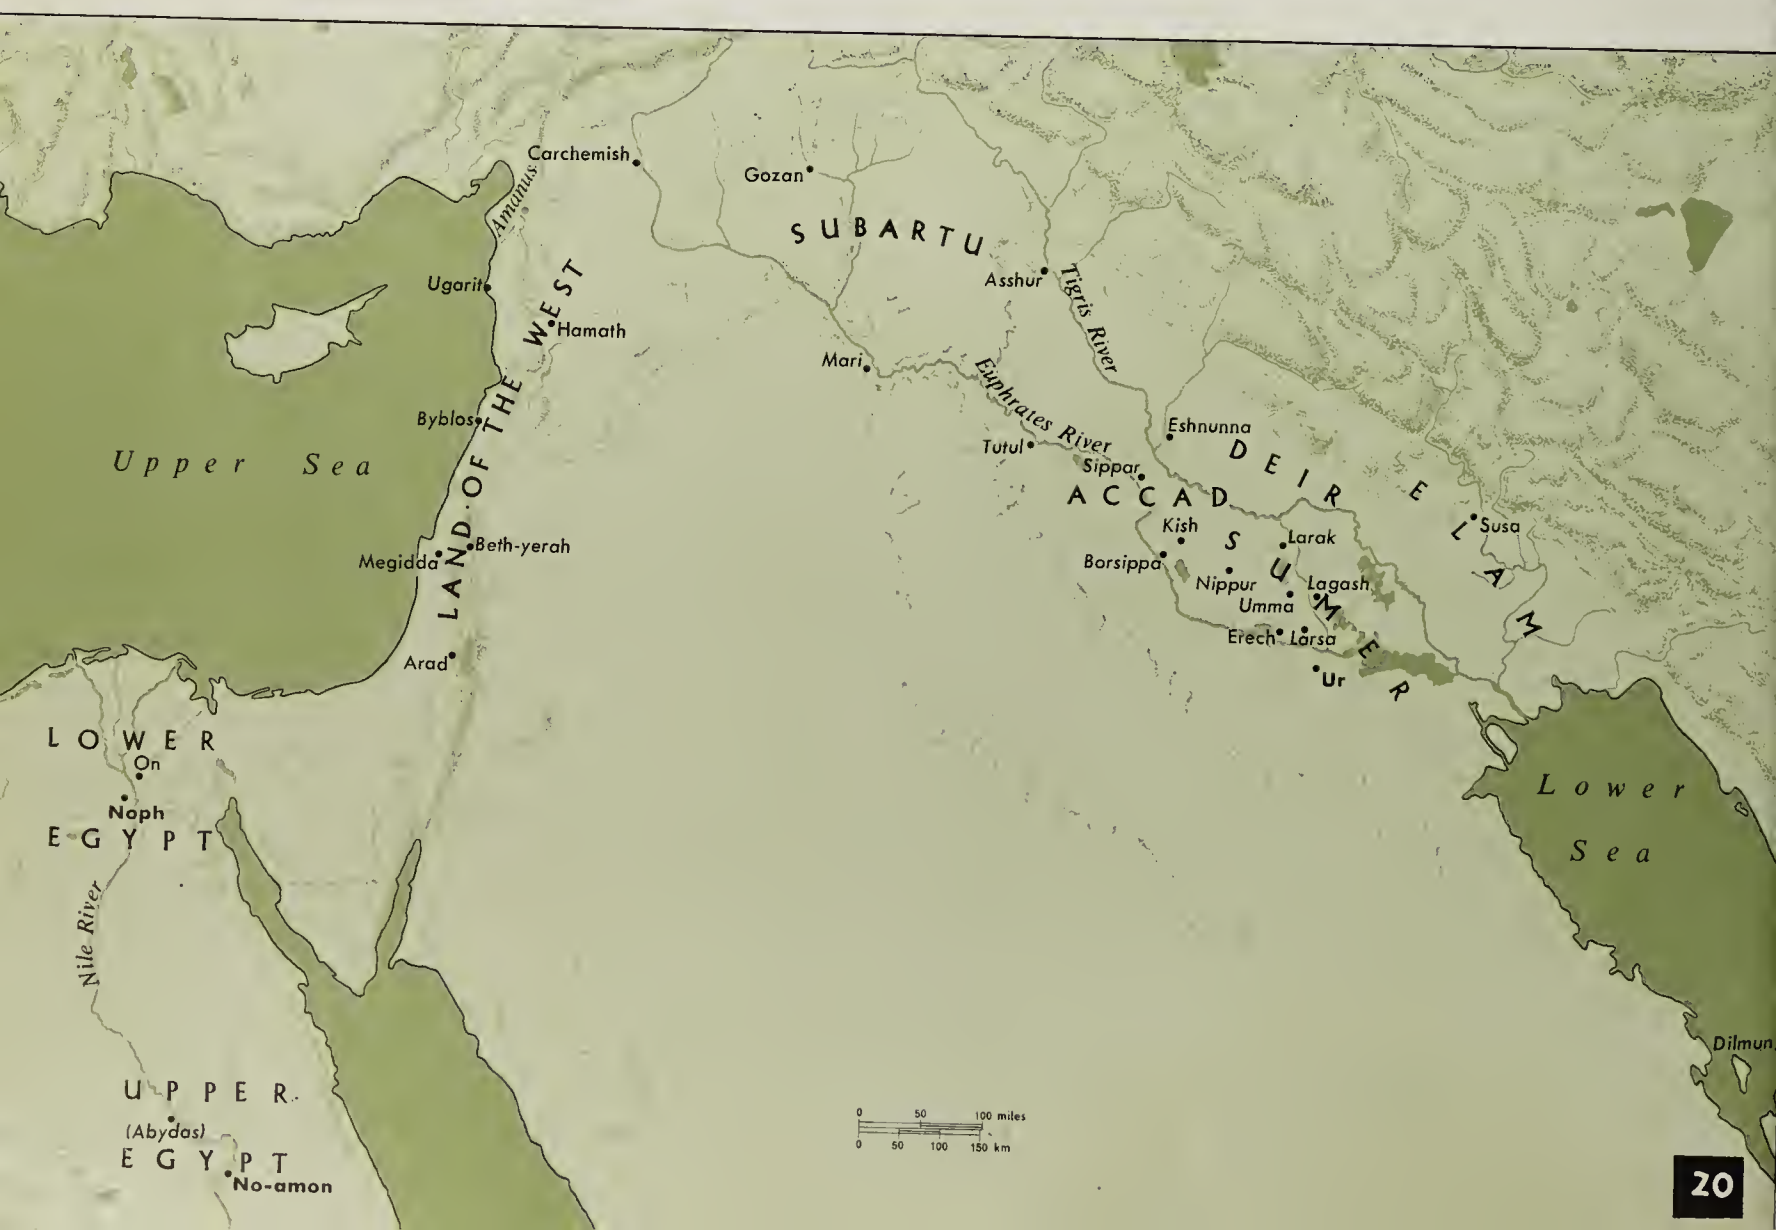 Carchemish
Gozan
Amanus
SUBARTU
Ugarit
Asshur
Tigris River
LAND OF THE WEST
Hamath
Mari
Euphrates River
Byblos
Eshnunna
Upper Sea
Tutul
Sippar
DEIR
ACCAD
ELAM
Susa
Kish
SUMER
Larak
Beth-yerah
Megidda
Borsippa
Nippur
Lagash
Umma
Erech
Larsa
Arad
Ur
LOWER
On
Noph
EGYPT
Lower
Sea
Nile River
Dilmun
UPPER
(Abydas)
EGYPT
No-amon
0 50 100 miles
0 50 100 150 km
20